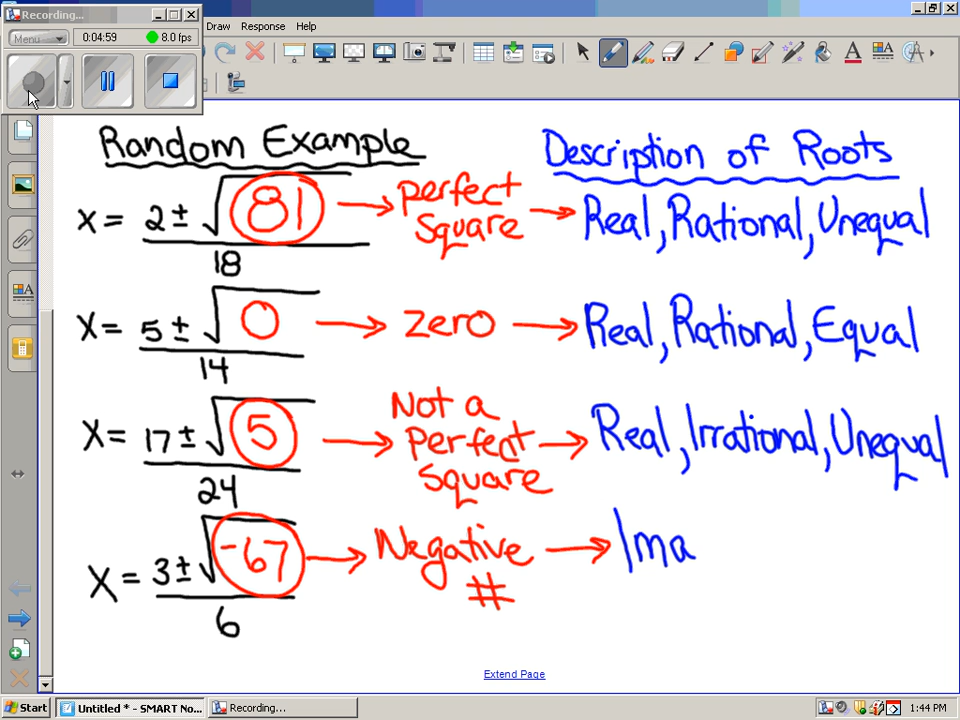 Recording...
Menu
0:04:59
8.0 fps
Draw Response Help
Random Example
Description of Roots
x = 2 ± √81 / 18 → perfect square → Real, Rational, Unequal
x = 5 ± √0 / 14 → zero → Real, Rational, Equal
x = 17 ± √5 / 24 → Not a Perfect Square → Real, Irrational, Unequal
x = 3 ± √-67 / 6 → Negative # → Ima
Extend Page
Start
Untitled * - SMART No...
Recording...
1:44 PM